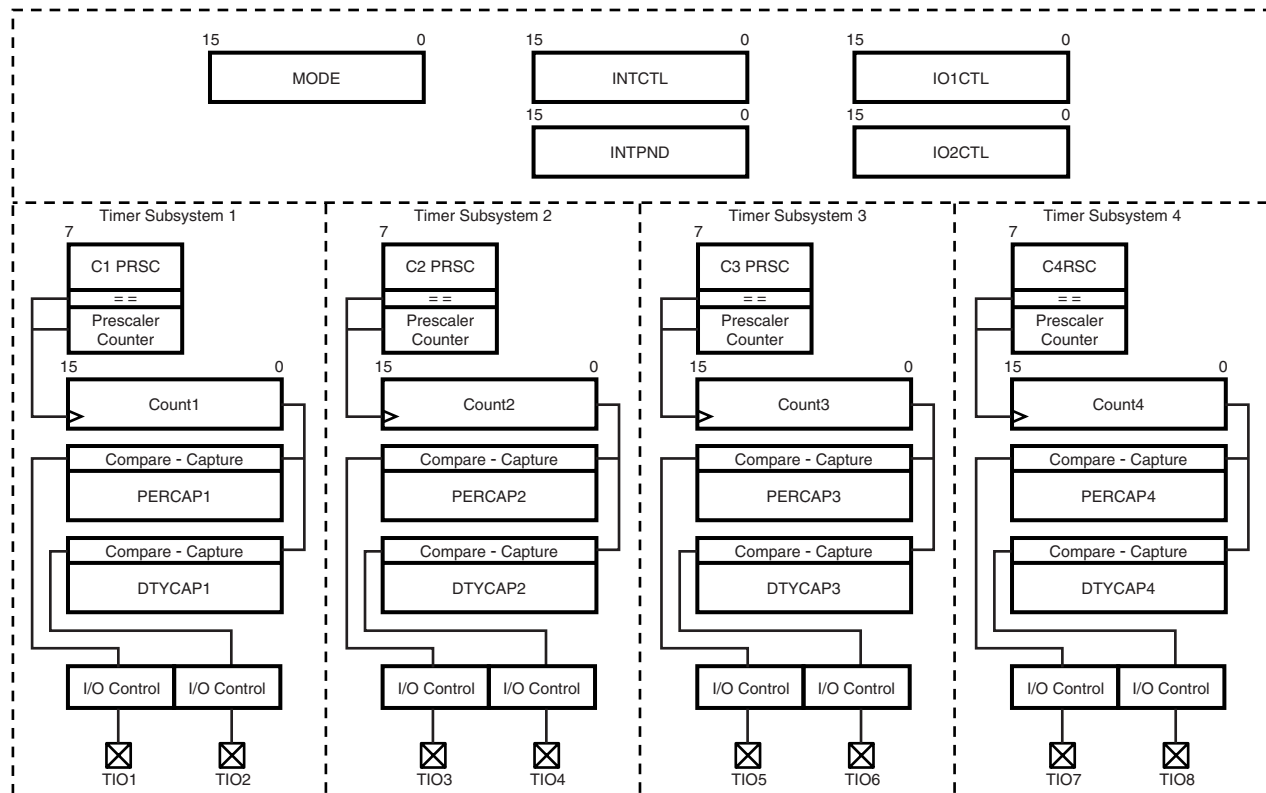 15 0 15 0 15 0
MODE INTCTL IO1CTL
15 0 15 0
INTPND IO2CTL
Timer Subsystem 1 Timer Subsystem 2 Timer Subsystem 3 Timer Subsystem 4
7 7 7 7
C1 PRSC C2 PRSC C3 PRSC C4RSC
= = = = = = = =
Prescaler Prescaler Prescaler Prescaler
Counter Counter Counter Counter
15 0 15 0 15 0 15 0
Count1 Count2 Count3 Count4
Compare - Capture Compare - Capture Compare - Capture Compare - Capture
PERCAP1 PERCAP2 PERCAP3 PERCAP4
Compare - Capture Compare - Capture Compare - Capture Compare - Capture
DTYCAP1 DTYCAP2 DTYCAP3 DTYCAP4
I/O Control I/O Control I/O Control I/O Control I/O Control I/O Control I/O Control I/O Control
TIO1 TIO2 TIO3 TIO4 TIO5 TIO6 TIO7 TIO8